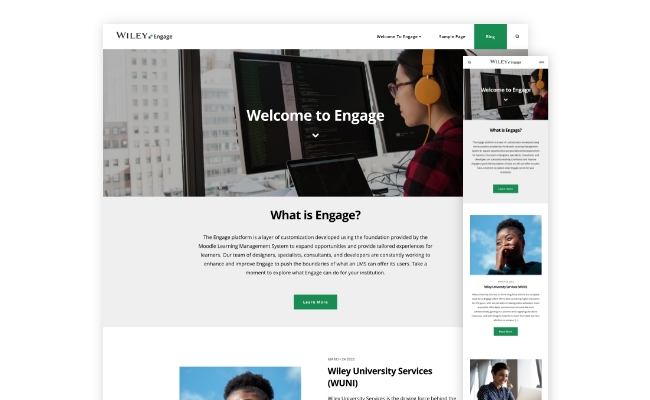 WILEY Engage
Welcome To Engage
Sample Page
Blog
Welcome to Engage
What is Engage?
The Engage platform is a layer of customization developed using the foundation provided by the
Moodle Learning Management System to expand opportunities and provide tailored experiences for
learners. Our team of designers, specialists, consultants, and developers are constantly working to
enhance and improve Engage to push the boundaries of what an LMS can offer its users. Take a
moment to explore what Engage can do for your institution.
Learn More
MARCH 24 2022
Wiley University Services
(WUNI)
Wiley University Services is the driving force behind the
WILEY Engage
Welcome to Engage
What is Engage?
Learn More
Wiley University Services (WUNI)
Read More